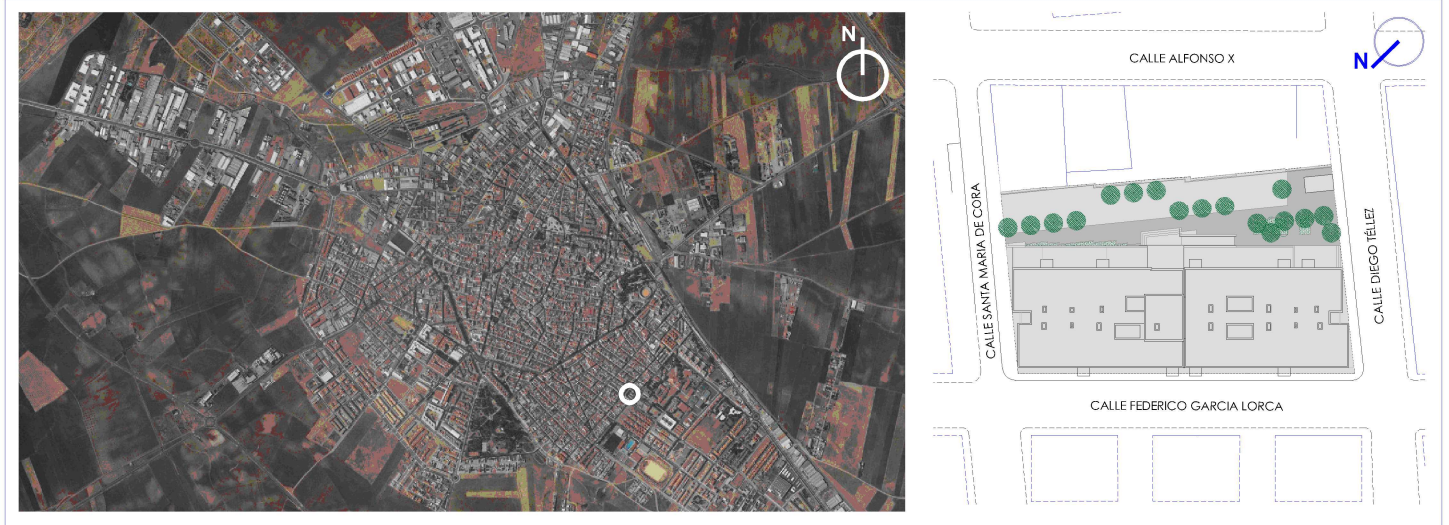 N
CALLE ALFONSO X
N
CALLE SANTA MARIA DE CORA
CALLE DIEGO TÉLLEZ
CALLE FEDERICO GARCIA LORCA